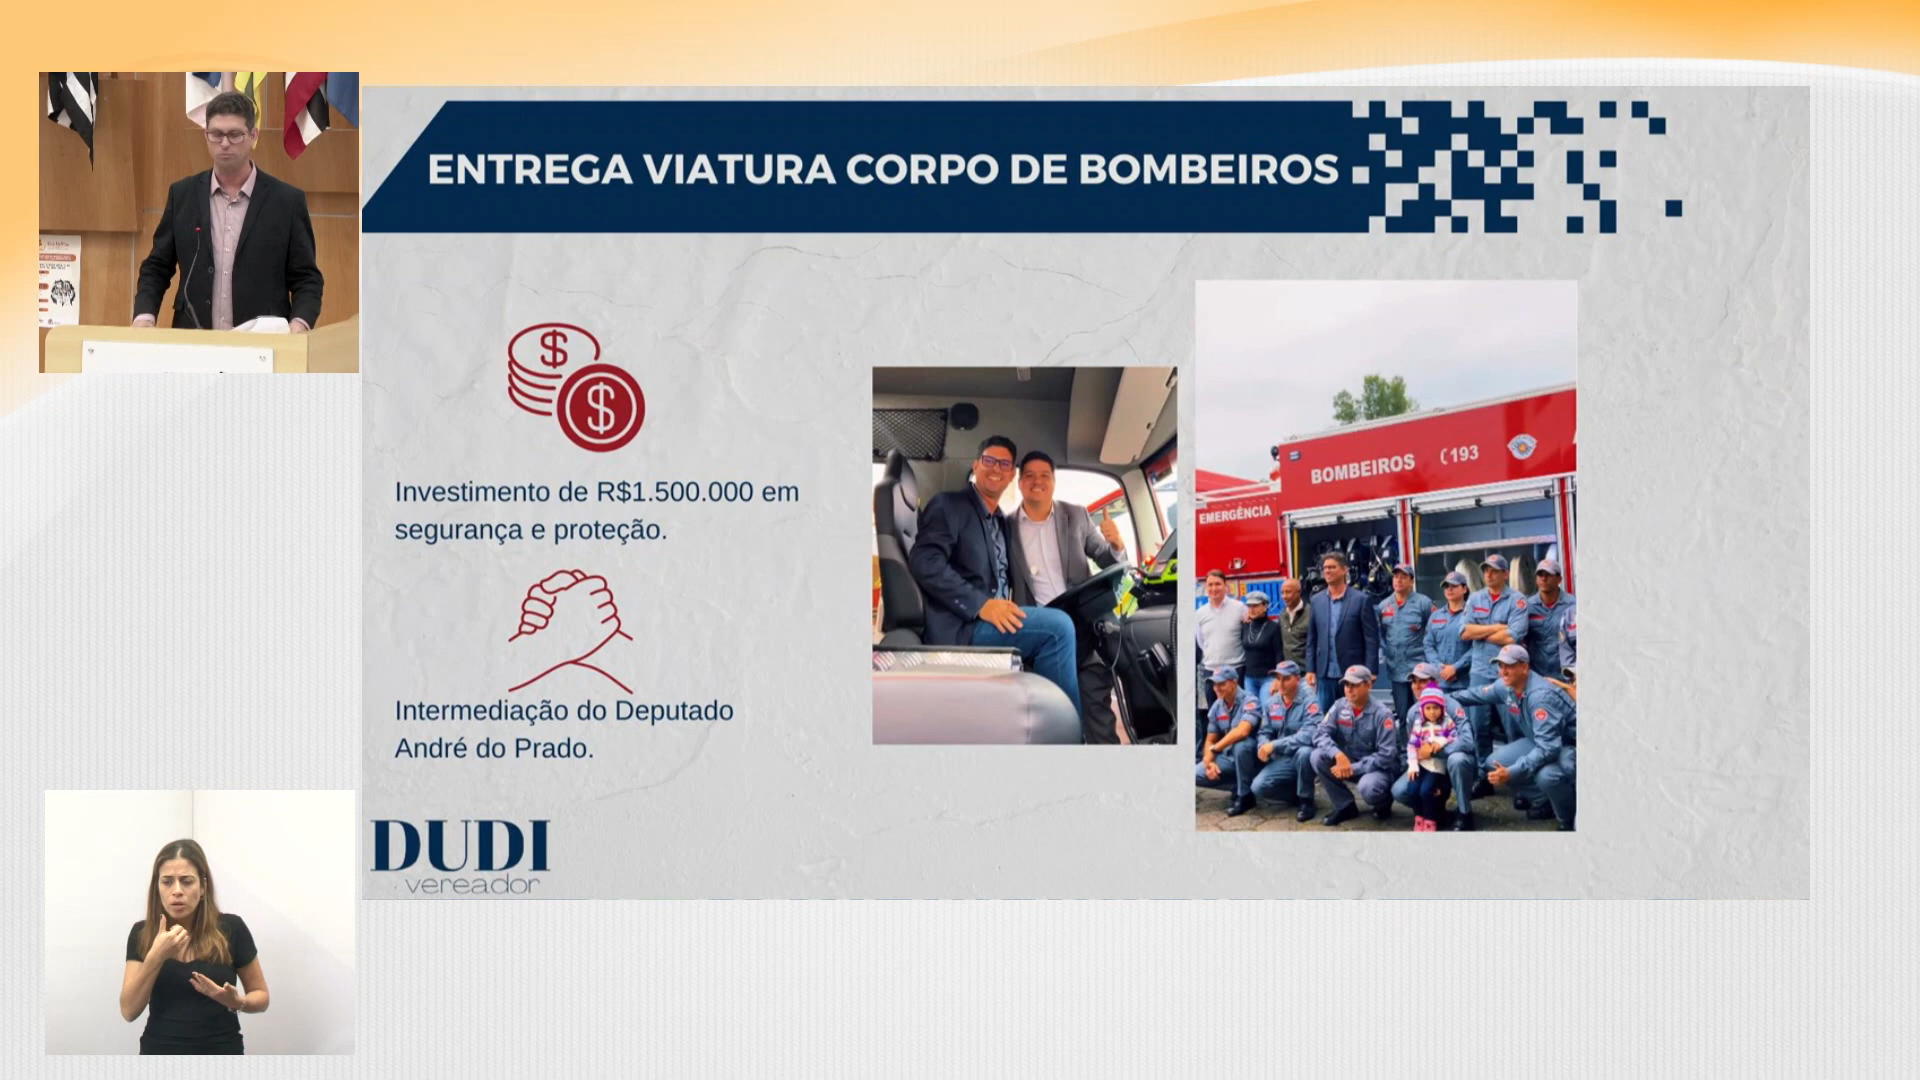 ENTREGA VIATURA CORPO DE BOMBEIROS
Investimento de R$1.500.000 em
segurança e proteção.
Intermediação do Deputado
André do Prado.
BOMBEIROS 193
EMERGÊNCIA
DUDI
vereador